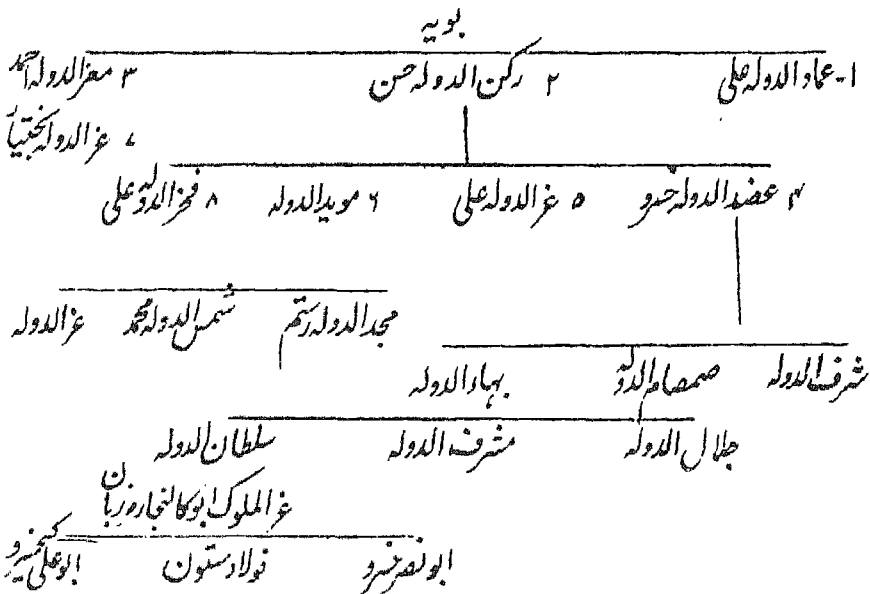 بویہ
۱- عماد الدولہ علی ۲ رکن الدولہ حسن ۳ معز الدولہ احمد
۷ عز الدولہ بختیار
۴ عضد الدولہ خسرو ۵ عز الدولہ علی ۶ موید الدولہ ۸ فخر الدولہ علی
مجد الدولہ رستم شمس الدولہ محمد عز الدولہ
شرف الدولہ صمصام الدولہ بہاء الدولہ
جلال الدولہ مشرف الدولہ سلطان الدولہ
عز الملوک ابوکالنجار مرزبان
ابو نصر خسرو فولادستون ابو علی کیخسرو